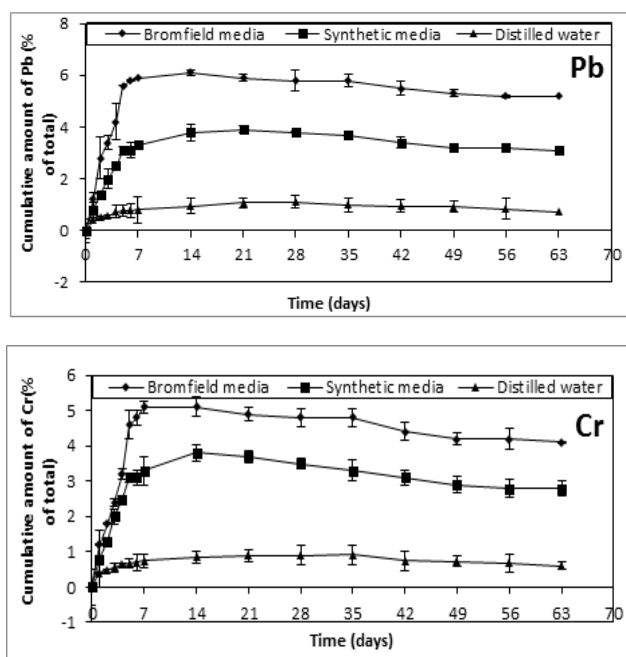 Bromfield media Synthetic media Distilled water
Pb
Cumulative amount of Pb (%
of total)
8
6
4
2
0
-2
0 7 14 21 28 35 42 49 56 63 70
Time (days)
Bromfield media Synthetic media Distilled water
Cr
Cumulative amount of Cr(%
of total)
6
5
4
3
2
1
0
-1
0 7 14 21 28 35 42 49 56 63 70
Time (days)